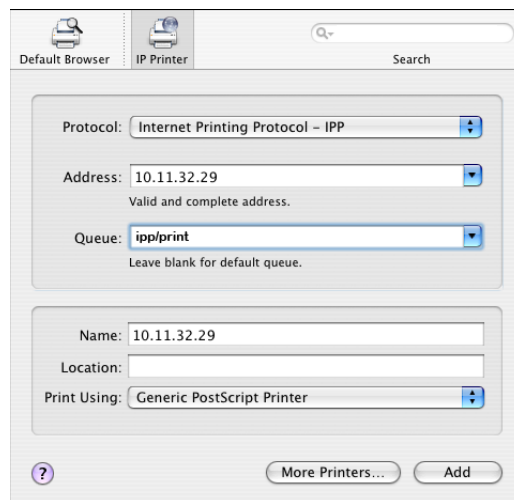 Default Browser
IP Printer
Search
Protocol: Internet Printing Protocol – IPP
Address: 10.11.32.29
Valid and complete address.
Queue: ipp/print
Leave blank for default queue.
Name: 10.11.32.29
Location:
Print Using: Generic PostScript Printer
?
More Printers...
Add